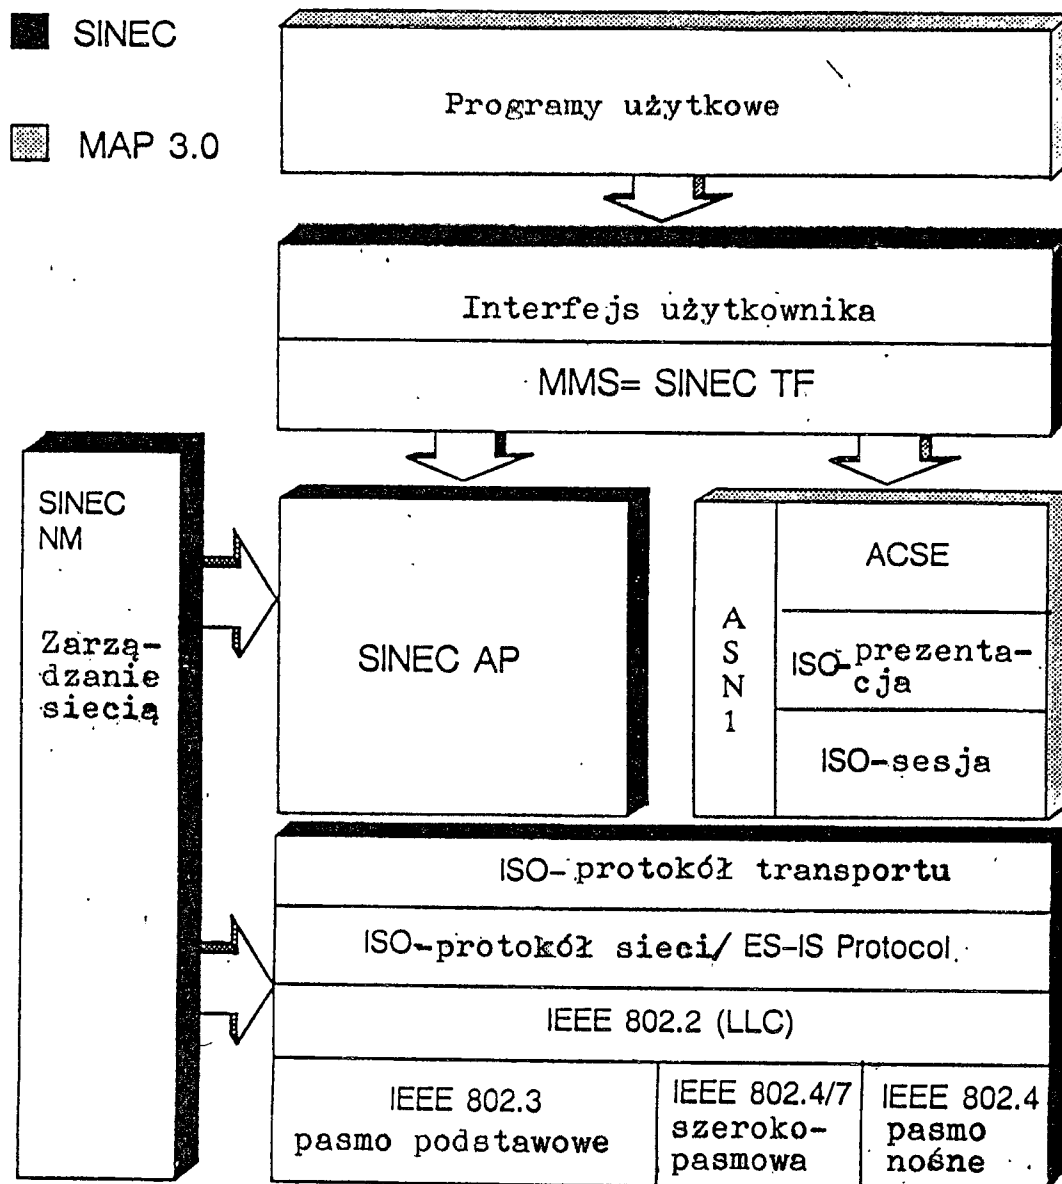 SINEC
MAP 3.0
Programy użytkowe
Interfejs użytkownika
MMS= SINEC TF
SINEC
NM
Zarzą-
dzanie
siecią
SINEC AP
A
S
N
1
ACSE
ISO-prezenta-
cja
ISO-sesja
ISO-protokół transportu
ISO-protokół sieci/ ES-IS Protocol
IEEE 802.2 (LLC)
IEEE 802.3
pasmo podstawowe
IEEE 802.4/7
szeroko-
pasmowa
IEEE 802.4
pasmo
nośne